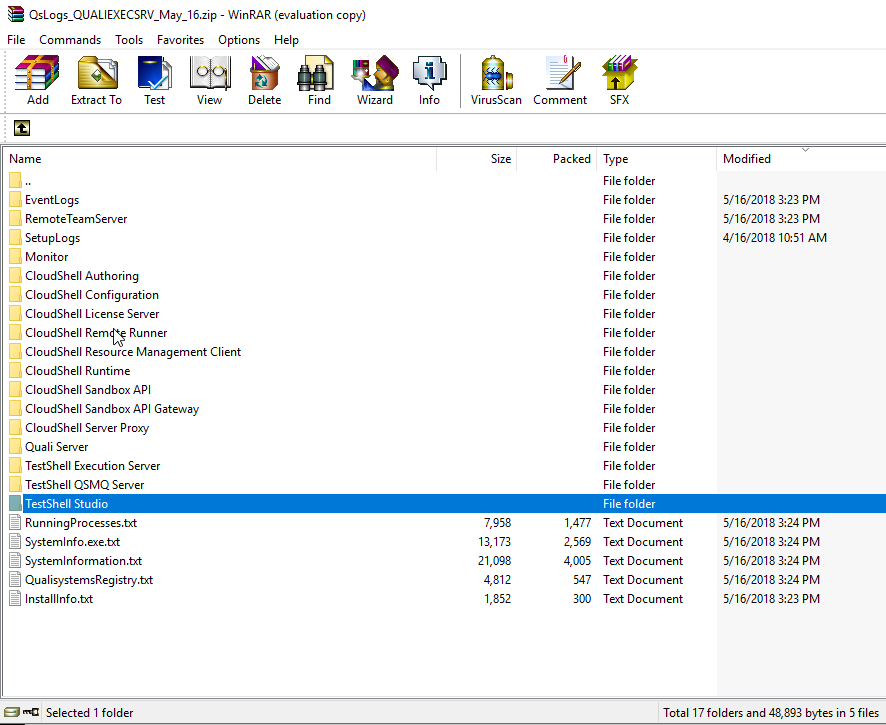 QsLogs_QUALIEXECSRV_May_16.zip - WinRAR (evaluation copy)
File Commands Tools Favorites Options Help
Add Extract To Test View Delete Find Wizard Info VirusScan Comment SFX
Name Size Packed Type Modified
.. File folder
EventLogs File folder 5/16/2018 3:23 PM
RemoteTeamServer File folder 5/16/2018 3:23 PM
SetupLogs File folder 4/16/2018 10:51 AM
Monitor File folder
CloudShell Authoring File folder
CloudShell Configuration File folder
CloudShell License Server File folder
CloudShell Remote Runner File folder
CloudShell Resource Management Client File folder
CloudShell Runtime File folder
CloudShell Sandbox API File folder
CloudShell Sandbox API Gateway File folder
CloudShell Server Proxy File folder
Quali Server File folder
TestShell Execution Server File folder
TestShell QSMQ Server File folder
TestShell Studio File folder
RunningProcesses.txt 7,958 1,477 Text Document 5/16/2018 3:24 PM
SystemInfo.exe.txt 13,173 2,569 Text Document 5/16/2018 3:24 PM
SystemInformation.txt 21,098 4,005 Text Document 5/16/2018 3:24 PM
QualisystemsRegistry.txt 4,812 547 Text Document 5/16/2018 3:24 PM
InstallInfo.txt 1,852 300 Text Document 5/16/2018 3:23 PM
Selected 1 folder Total 17 folders and 48,893 bytes in 5 files